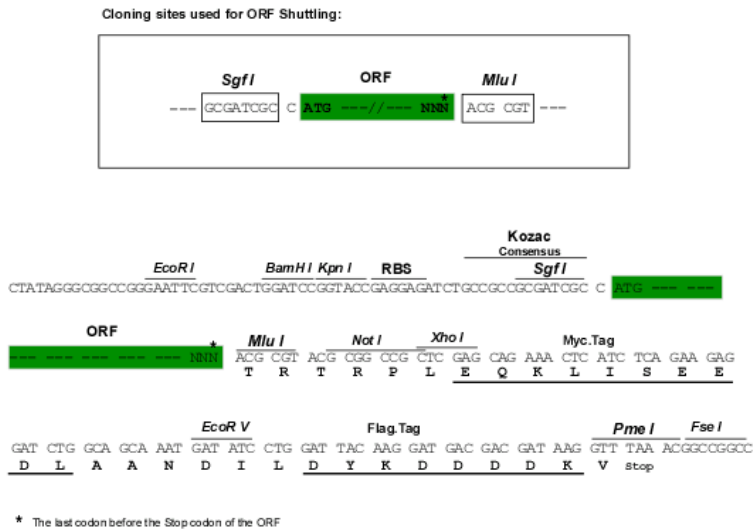 Cloning sites used for ORF Shuttling:
Sgf I ORF Mlu I
*
--- GCGATCGC C ATG ---//--- NNN ACG CGT ---
Kozac
Consensus
EcoR I BamH I Kpn I RBS Sgf I
CTATAGGGCGGCCGGGAATTCGTCGACTGGATCCGGTACCGAGGAGATCTGCCGCCGCGATCGC C ATG --- ---
ORF
* Mlu I Not I Xho I Myc.Tag
--- --- --- --- --- NNN ACG CGT ACG CGG CCG CTC GAG CAG AAA CTC ATC TCA GAA GAG
T R T R P L E Q K L I S E E
EcoR V Flag.Tag Pme I Fse I
GAT CTG GCA GCA AAT GAT ATC CTG GAT TAC AAG GAT GAC GAC GAT AAG GTT TAA ACGGCCGGCC
D L A A N D I L D Y K D D D D K V Stop
* The last codon before the Stop codon of the ORF